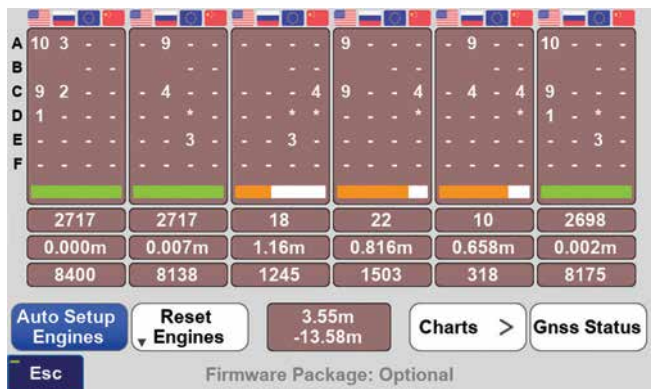 A 10 3 - - - 9 - - - - - - 9 - - - - 9 - - 10 - - -
B - - - - - - - - - - - -
C 9 2 - - - 4 - - - - - 4 9 - - 4 - 4 - 4 9 - - -
D 1 - - - - - * - - - * * - - - * - - - * 1 - * -
E - - - - - - 3 - - - 3 - - - - - - - - - - - 3 -
F - - - - - - - - - - - - - - - - - - - - - - - -
2717 2717 18 22 10 2698
0.000m 0.007m 1.16m 0.816m 0.658m 0.002m
8400 8138 1245 1503 318 8175
Auto Setup Engines
Reset Engines
3.55m
-13.58m
Charts >
Gnss Status
Esc
Firmware Package: Optional